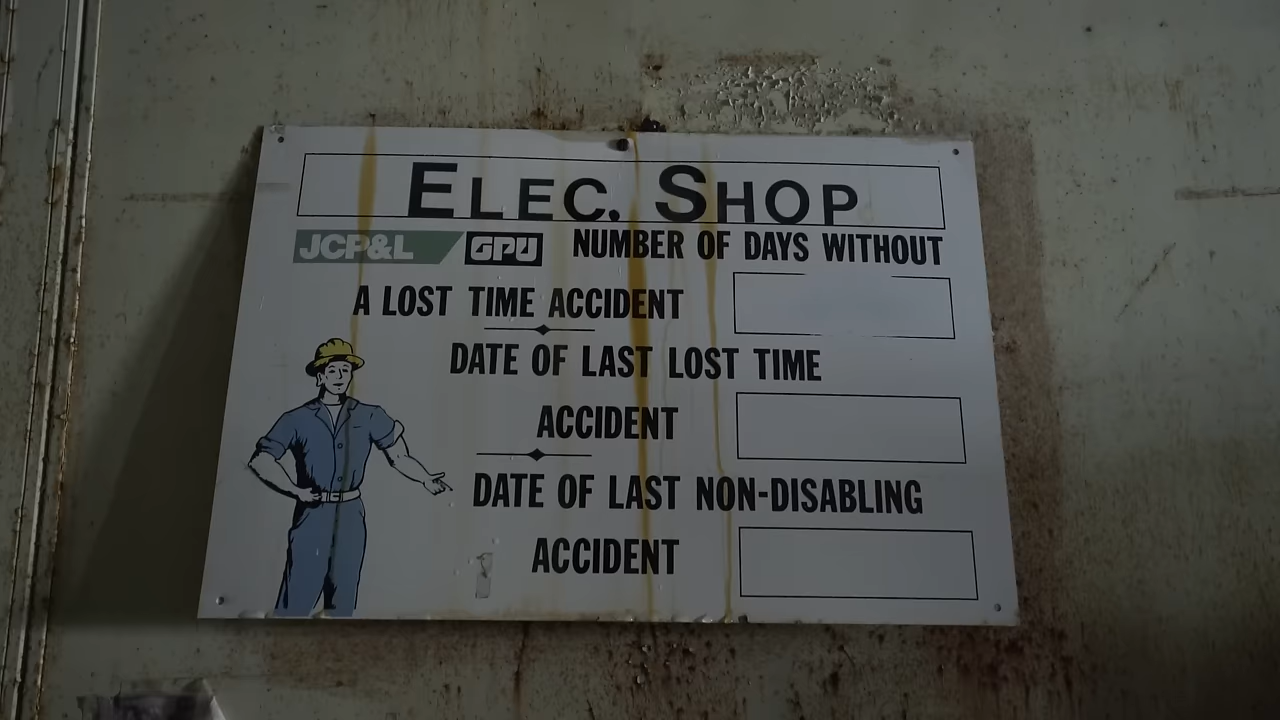 ELEC. SHOP
JCP&L GPU NUMBER OF DAYS WITHOUT
A LOST TIME ACCIDENT
DATE OF LAST LOST TIME
ACCIDENT
DATE OF LAST NON-DISABLING
ACCIDENT